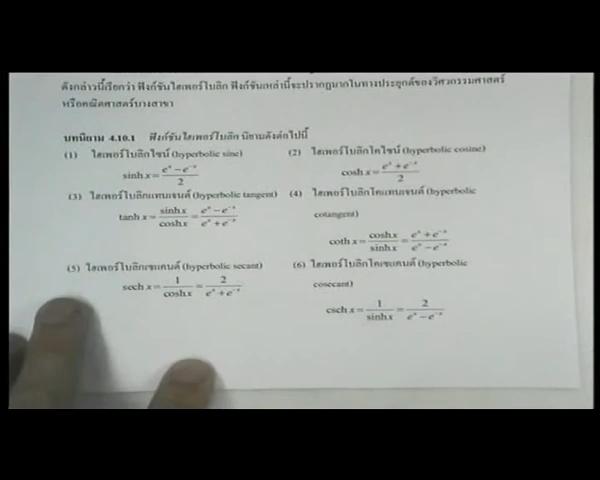 ดังกล่าวนี้เรียกว่า ฟังก์ชันไฮเพอร์โบลิก ฟังก์ชันเหล่านี้จะปรากฏมากในทางประยุกต์ของวิศวกรรมศาสตร์
หรือคณิตศาสตร์บางสาขา
บทนิยาม 4.10.1 ฟังก์ชันไฮเพอร์โบลิก นิยามดังต่อไปนี้
(1) ไฮเพอร์โบลิกไซน์ (hyperbolic sine)
sinh x = (e^x − e^−x) / 2
(2) ไฮเพอร์โบลิกโคไซน์ (hyperbolic cosine)
cosh x = (e^x + e^−x) / 2
(3) ไฮเพอร์โบลิกแทนเจนต์ (hyperbolic tangent)
tanh x = sinh x / cosh x = (e^x − e^−x) / (e^x + e^−x)
(4) ไฮเพอร์โบลิกโคแทนเจนต์ (hyperbolic
cotangent)
coth x = cosh x / sinh x = (e^x + e^−x) / (e^x − e^−x)
(5) ไฮเพอร์โบลิกเซแคนต์ (hyperbolic secant)
sech x = 1 / cosh x = 2 / (e^x + e^−x)
(6) ไฮเพอร์โบลิกโคเซแคนต์ (hyperbolic
cosecant)
csch x = 1 / sinh x = 2 / (e^x − e^−x)